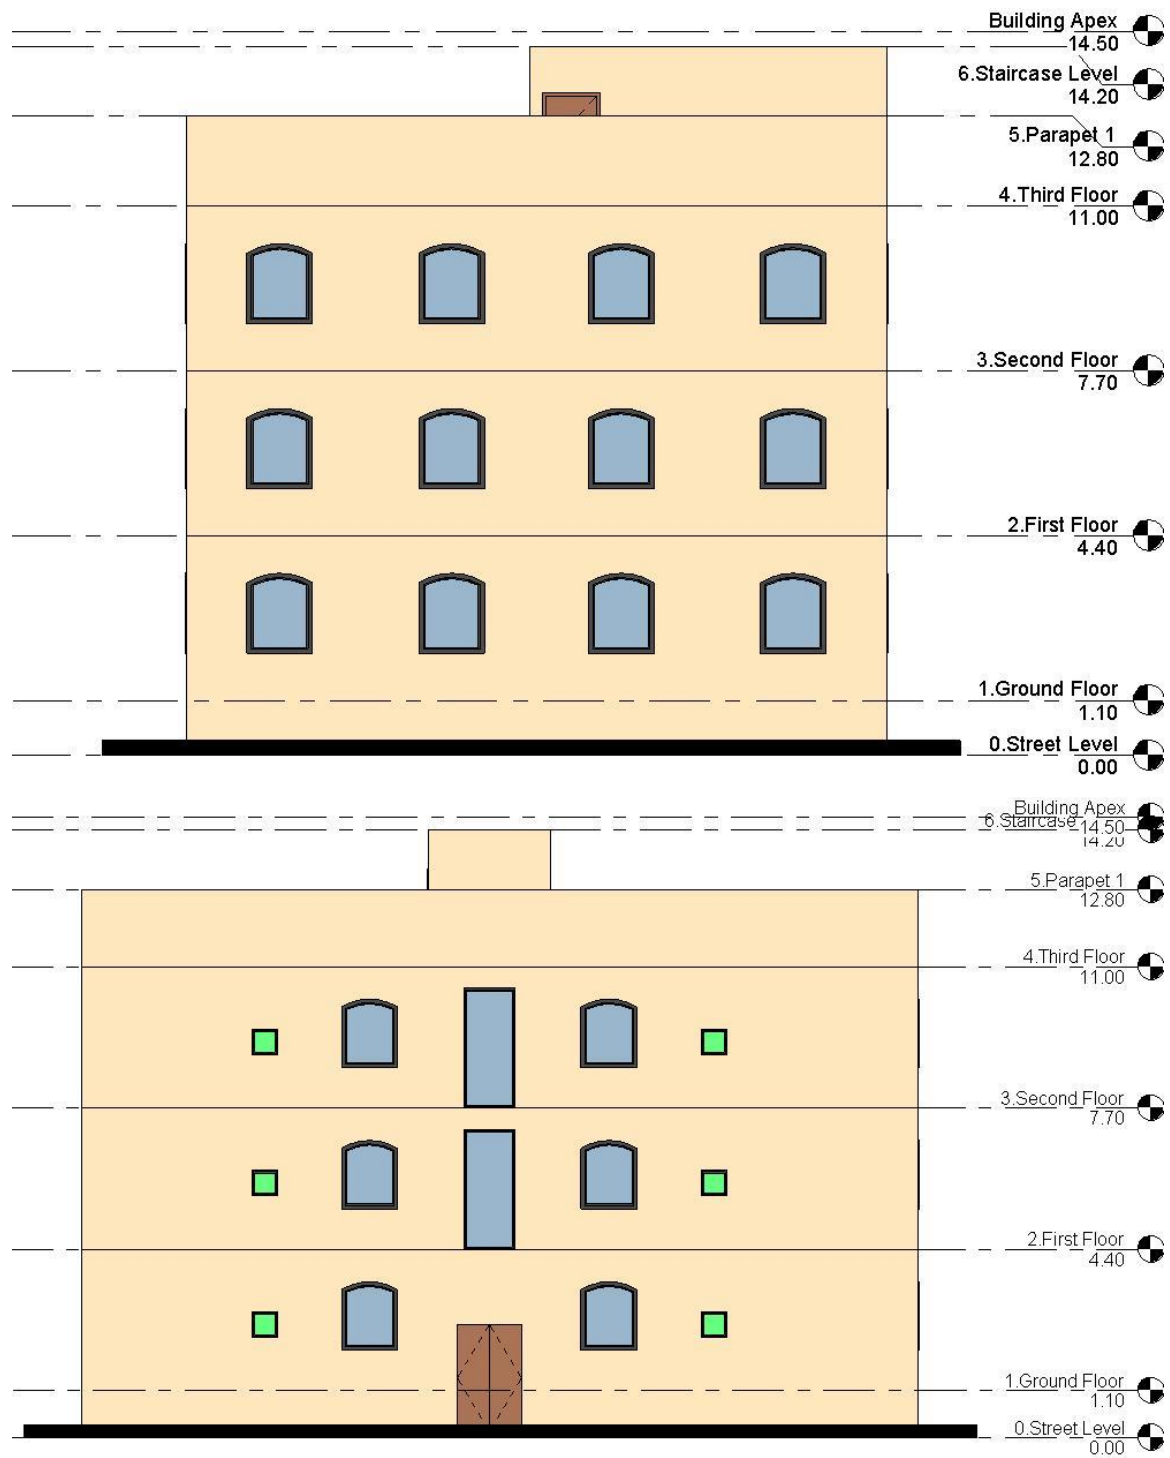 Building Apex
14.50
6.Staircase Level
14.20
5.Parapet 1
12.80
4.Third Floor
11.00
3.Second Floor
7.70
2.First Floor
4.40
1.Ground Floor
1.10
0.Street Level
0.00
Building Apex
6.Staircase 14.50
14.20
5.Parapet 1
12.80
4.Third Floor
11.00
3.Second Floor
7.70
2.First Floor
4.40
1.Ground Floor
1.10
0.Street Level
0.00